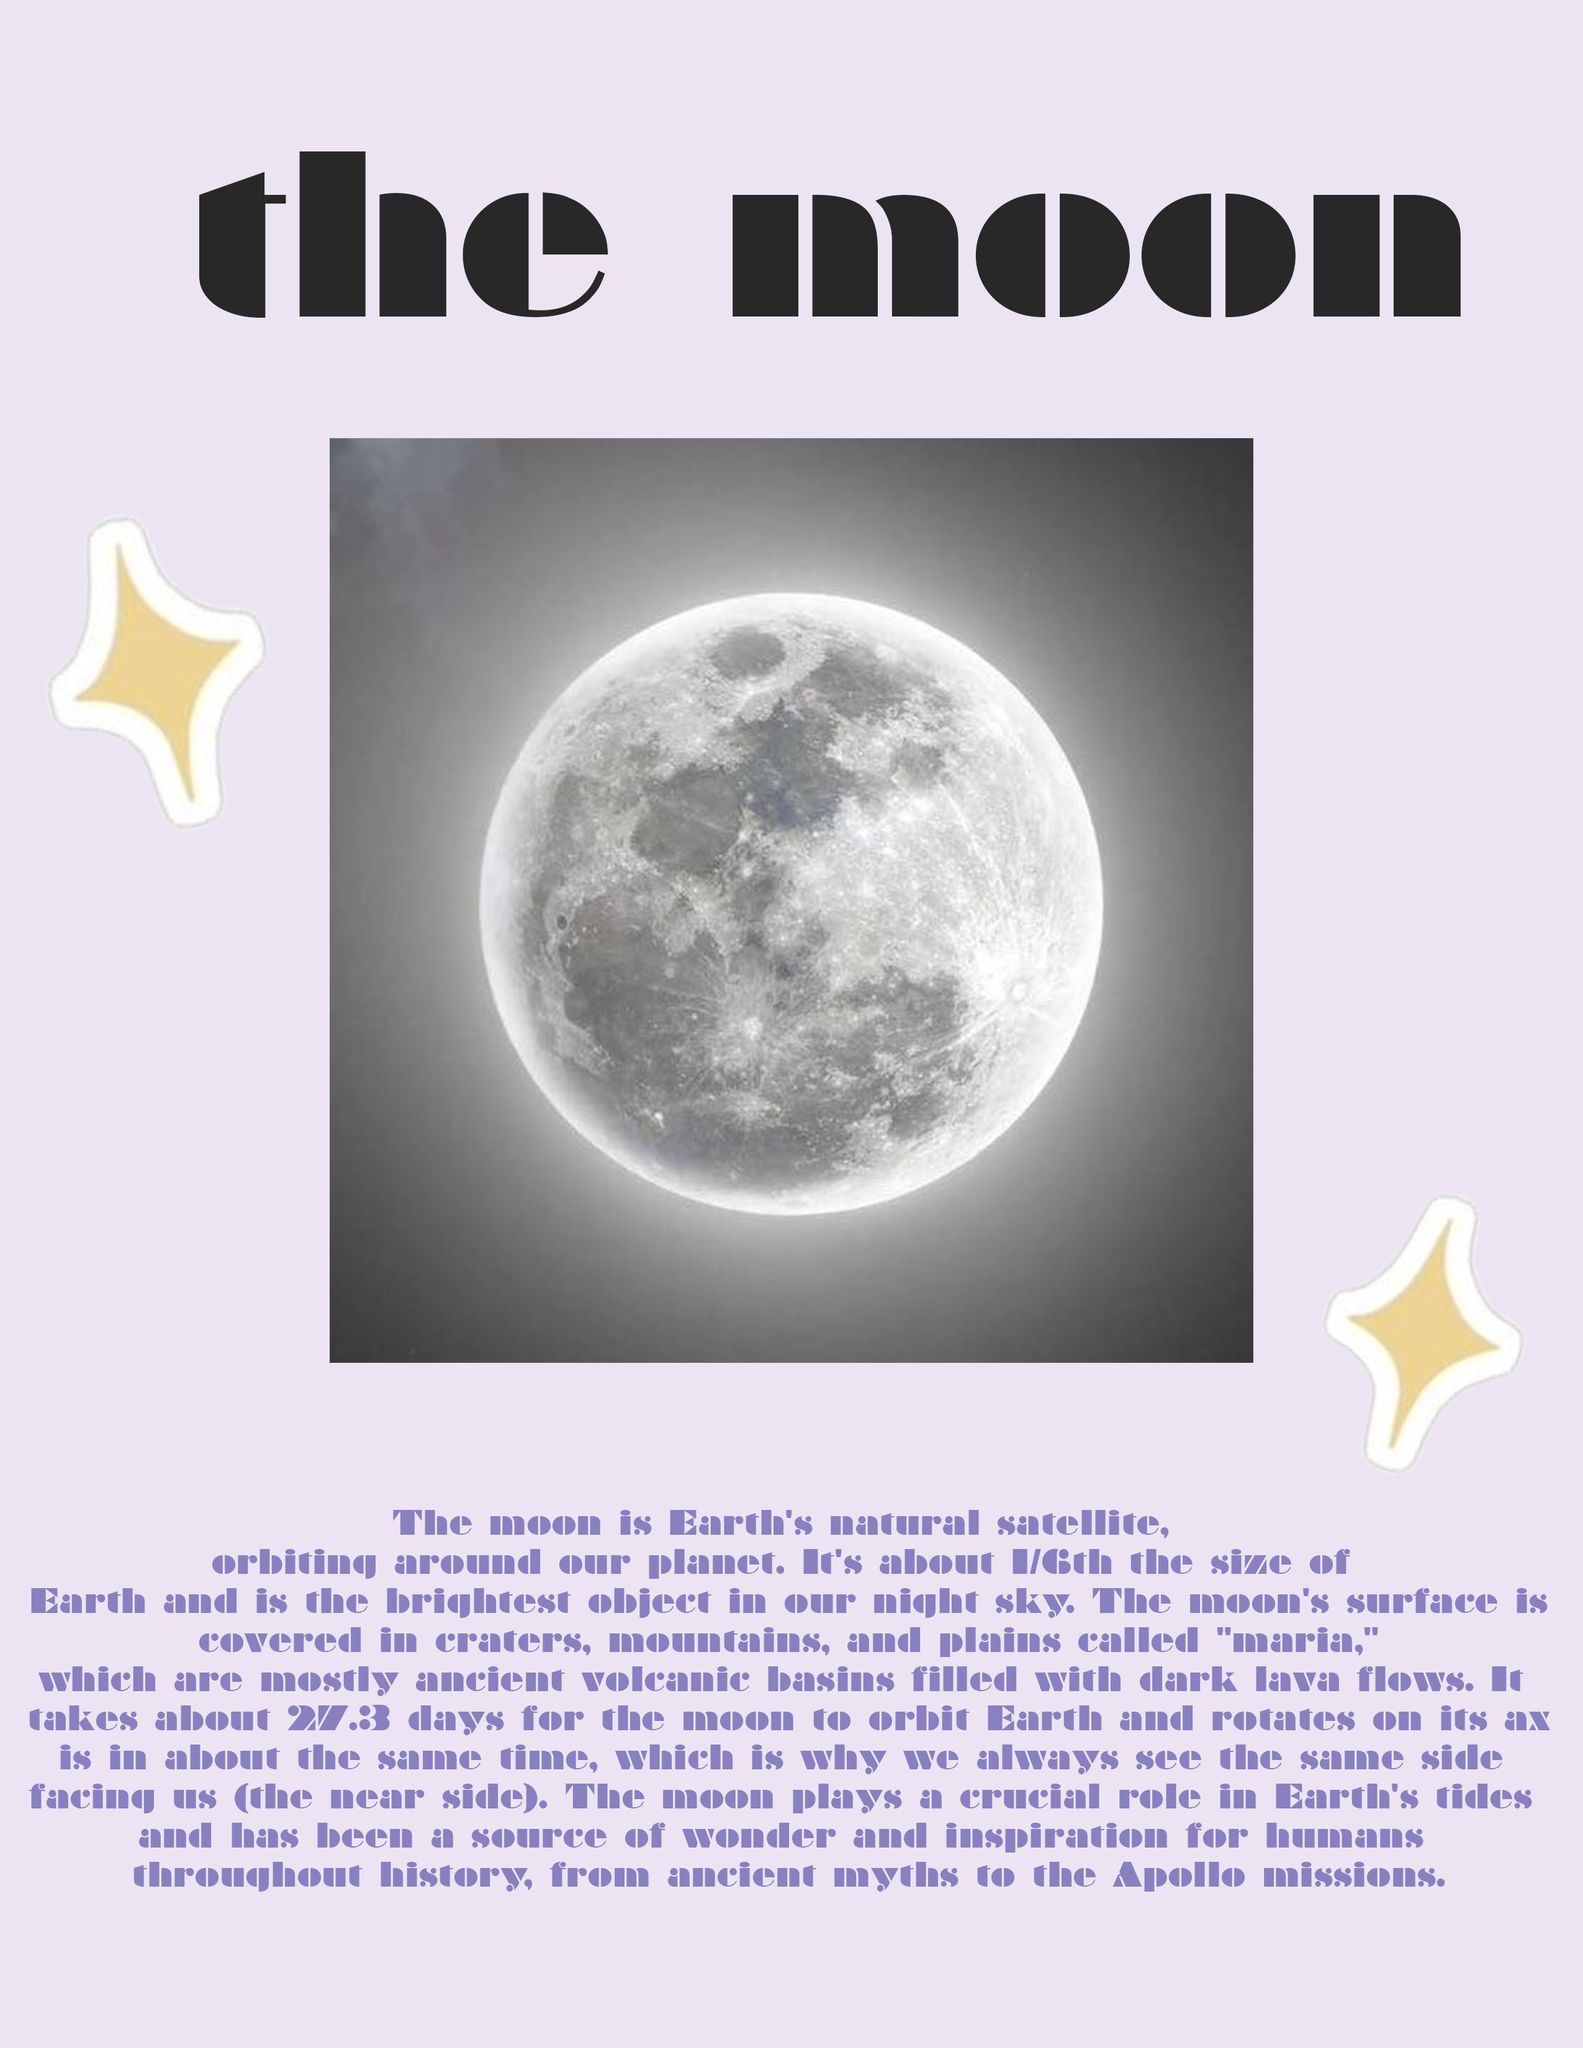 the moon
The moon is Earth's natural satellite,
orbiting around our planet. It's about 1/6th the size of
Earth and is the brightest object in our night sky. The moon's surface is
covered in craters, mountains, and plains called "maria,"
which are mostly ancient volcanic basins filled with dark lava flows. It
takes about 27.3 days for the moon to orbit Earth and rotates on its ax
is in about the same time, which is why we always see the same side
facing us (the near side). The moon plays a crucial role in Earth's tides
and has been a source of wonder and inspiration for humans
throughout history, from ancient myths to the Apollo missions.